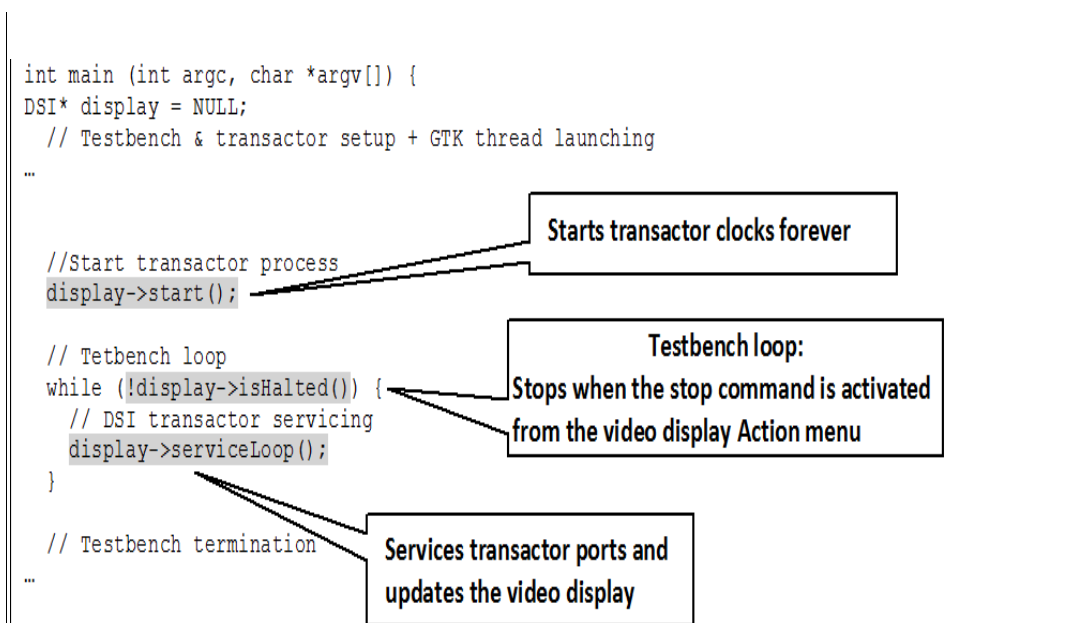 int main (int argc, char *argv[]) {
DSI* display = NULL;
// Testbench & transactor setup + GTK thread launching
…
Starts transactor clocks forever
//Start transactor process
display->start();
// Tetbench loop
while (!display->isHalted()) {
Testbench loop:
Stops when the stop command is activated
from the video display Action menu
// DSI transactor servicing
display->serviceLoop();
}
// Testbench termination
Services transactor ports and
updates the video display
…